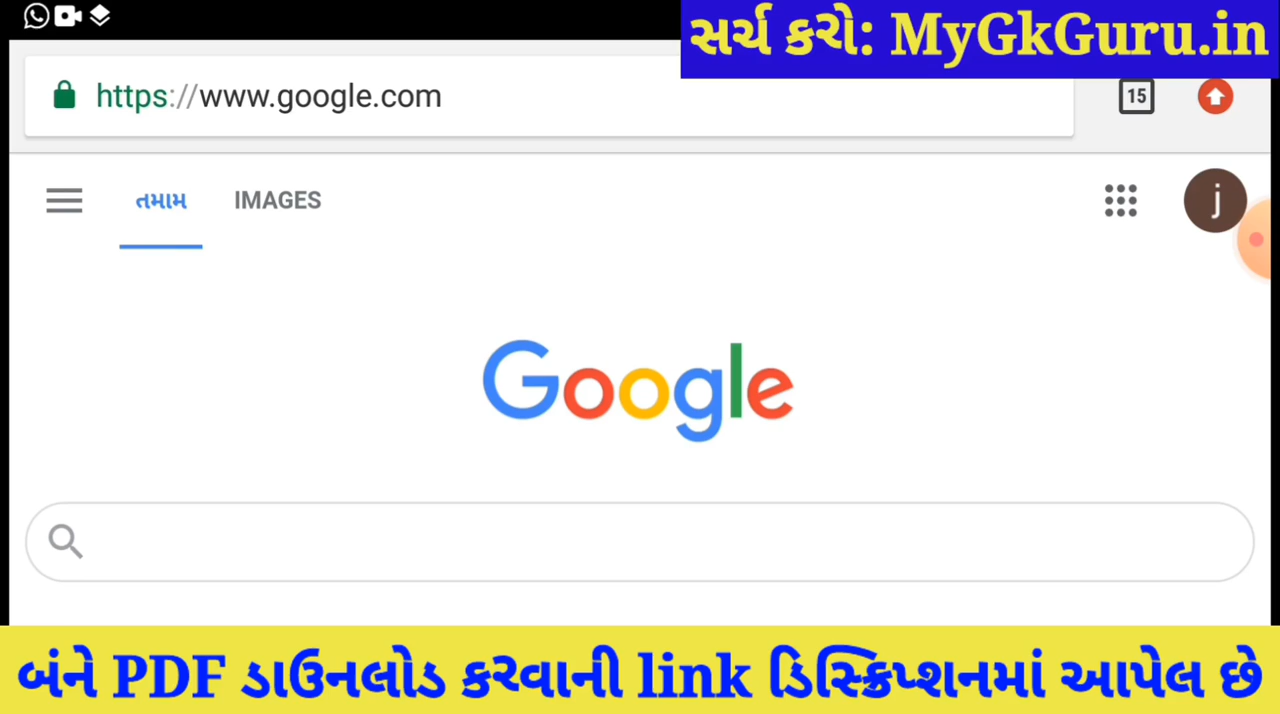 સર્ચ કરો: MyGkGuru.in
https://www.google.com
15
તમામ IMAGES
j
Google
બંને PDF ડાઉનલોડ કરવાની link ડિસ્ક્રિપ્શનમાં આપેલ છે